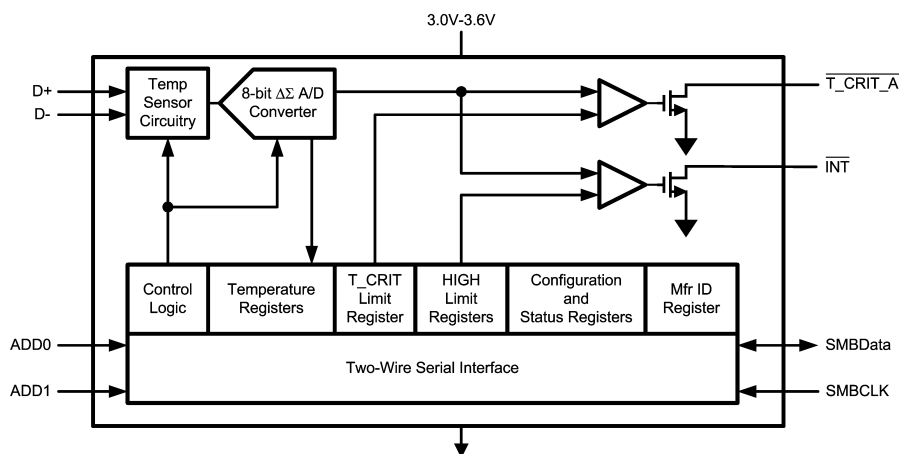 3.0V-3.6V
D+
D-
Temp
Sensor
Circuitry
8-bit ΔΣ A/D
Converter
T_CRIT_A
INT
Control
Logic
Temperature
Registers
T_CRIT
Limit
Register
HIGH
Limit
Registers
Configuration
and
Status Registers
Mfr ID
Register
ADD0
ADD1
Two-Wire Serial Interface
SMBData
SMBCLK